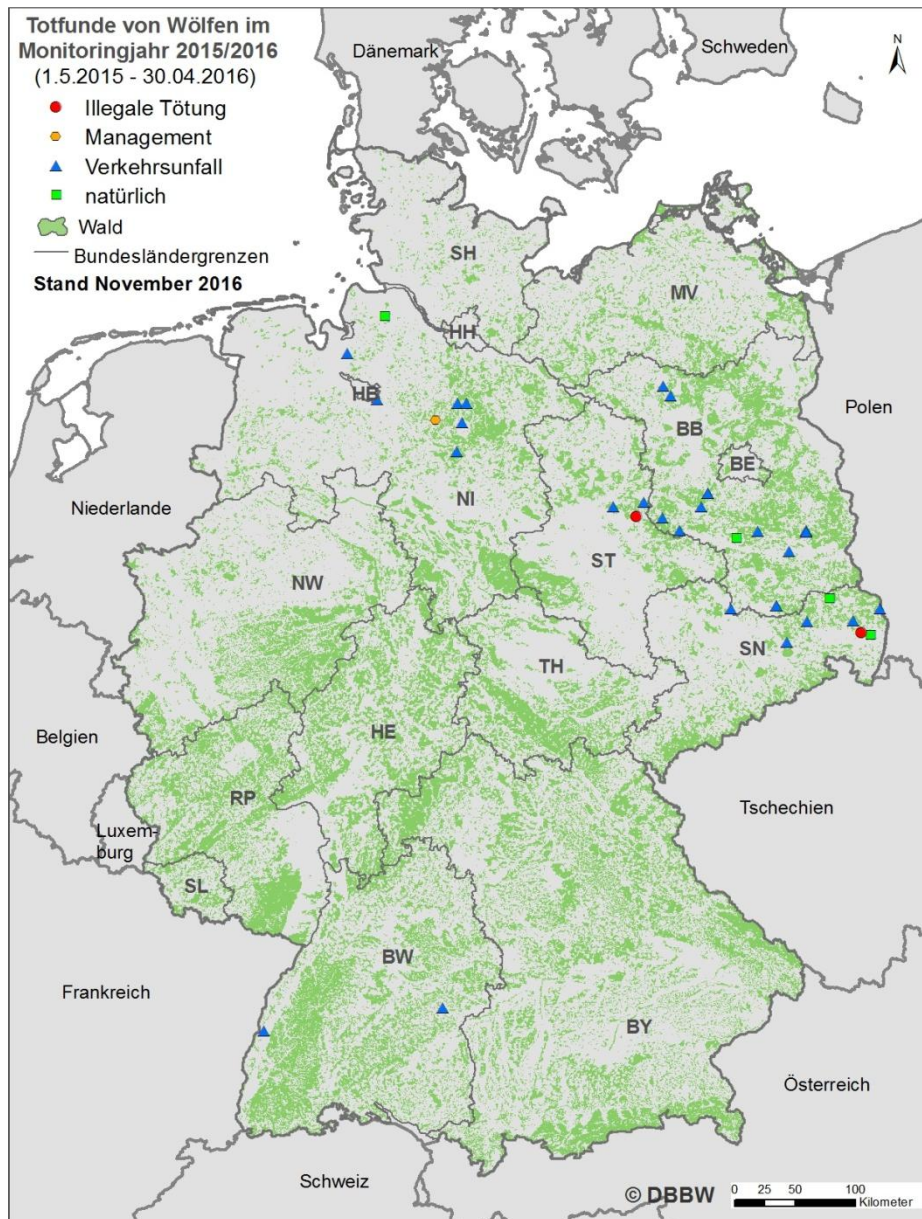 Totfunde von Wölfen im
Monitoringjahr 2015/2016
(1.5.2015 - 30.04.2016)
Illegale Tötung
Management
Verkehrsunfall
natürlich
Wald
Bundesländergrenzen
Stand November 2016
Dänemark
Schweden
N
SH
MV
HH
HB
Polen
BB
BE
Niederlande
NI
ST
NW
SN
TH
HE
Belgien
RP
Tschechien
Luxem-
burg
SL
BW
Frankreich
BY
Österreich
Schweiz
© DBBW
0 25 50 100
Kilometer